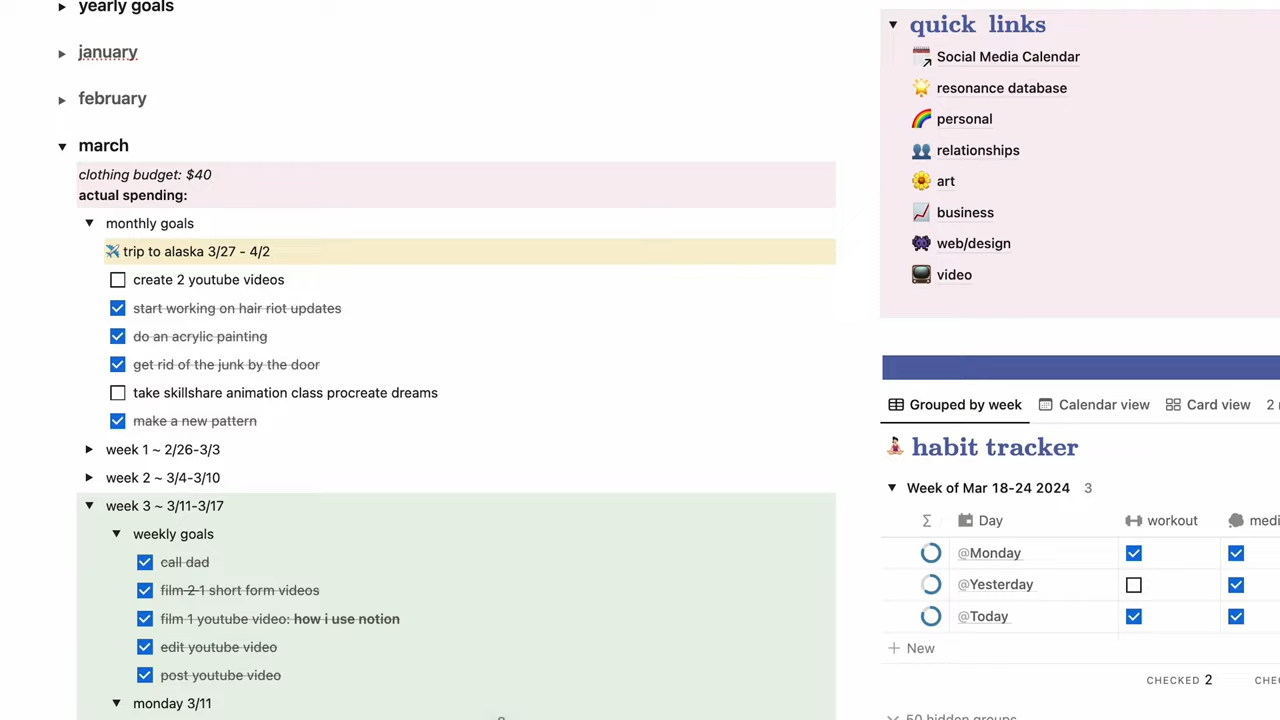 yearly goals
january
february
march
clothing budget: $40
actual spending:
monthly goals
trip to alaska 3/27 - 4/2
create 2 youtube videos
start working on hair riot updates
do an acrylic painting
get rid of the junk by the door
take skillshare animation class procreate dreams
make a new pattern
week 1 ~ 2/26-3/3
week 2 ~ 3/4-3/10
week 3 ~ 3/11-3/17
weekly goals
call dad
film 2 1 short form videos
film 1 youtube video: how i use notion
edit youtube video
post youtube video
monday 3/11
quick links
Social Media Calendar
resonance database
personal
relationships
art
business
web/design
video
Grouped by week Calendar view Card view 2
habit tracker
Week of Mar 18-24 2024 3
Σ Day workout medi
@Monday
@Yesterday
@Today
+ New
CHECKED 2 CHE
50 hidden groups